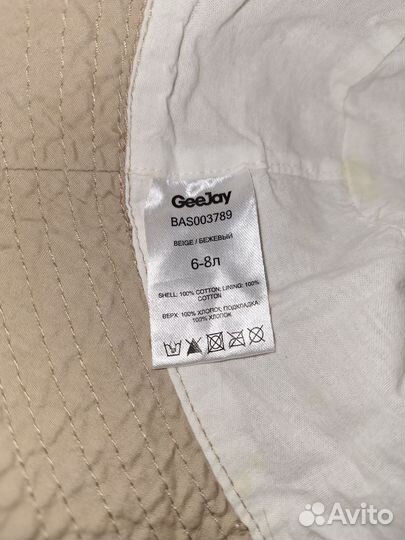 GeeJay
BAS003789
BEIGE / БЕЖЕВЫЙ
6-8л
SHELL: 100% COTTON; LINING: 100%
COTTON
ВЕРХ: 100% ХЛОПОК; ПОДКЛАДКА:
100% ХЛОПОК
Avito